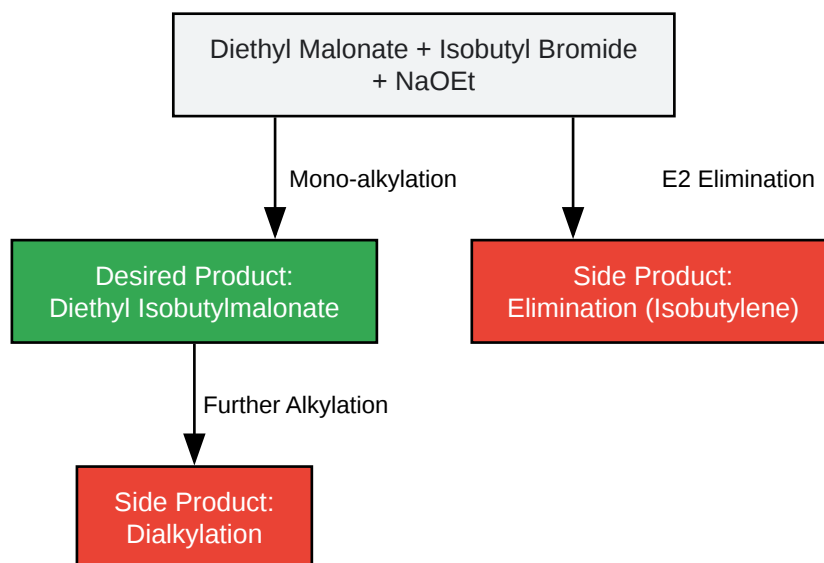 Diethyl Malonate + Isobutyl Bromide
+ NaOEt
Mono-alkylation
E2 Elimination
Desired Product:
Diethyl Isobutylmalonate
Side Product:
Elimination (Isobutylene)
Further Alkylation
Side Product:
Dialkylation